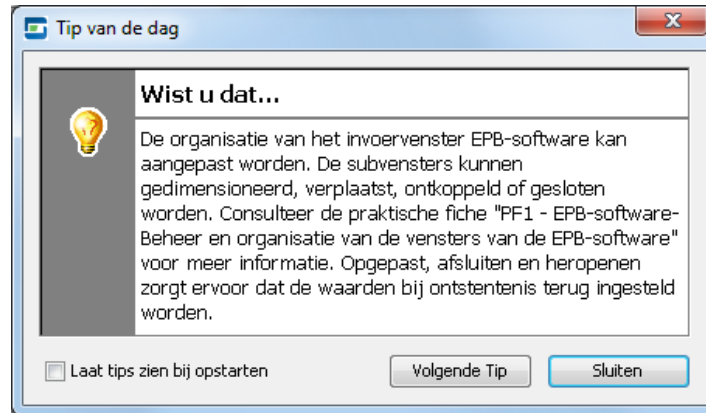 Tip van de dag
Wist u dat...
De organisatie van het invoervenster EPB-software kan
aangepast worden. De subvensters kunnen
gedimensioneerd, verplaatst, ontkoppeld of gesloten
worden. Consulteer de praktische fiche "PF1 - EPB-software-
Beheer en organisatie van de vensters van de EPB-software"
voor meer informatie. Opgepast, afsluiten en heropenen
zorgt ervoor dat de waarden bij ontstentenis terug ingesteld
worden.
Laat tips zien bij opstarten
Volgende Tip
Sluiten